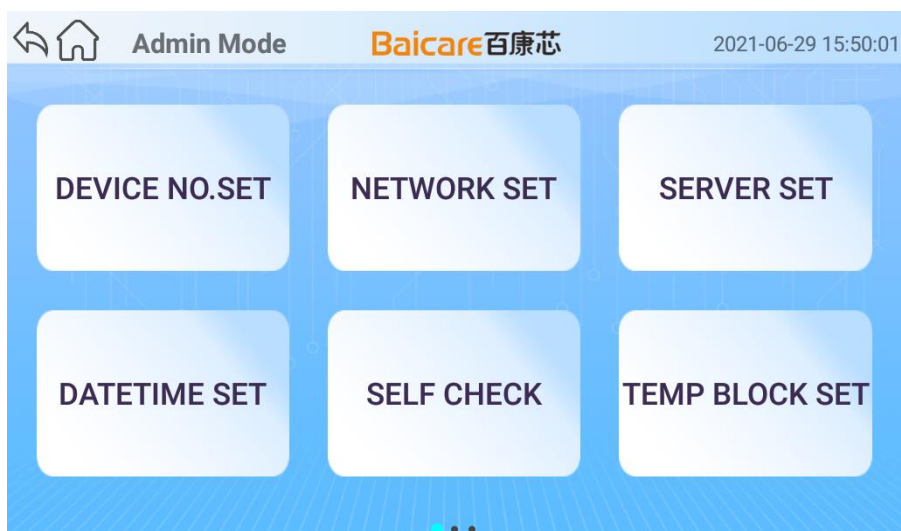 Admin Mode Baicare百康芯 2021-06-29 15:50:01
DEVICE NO.SET NETWORK SET SERVER SET
DATETIME SET SELF CHECK TEMP BLOCK SET